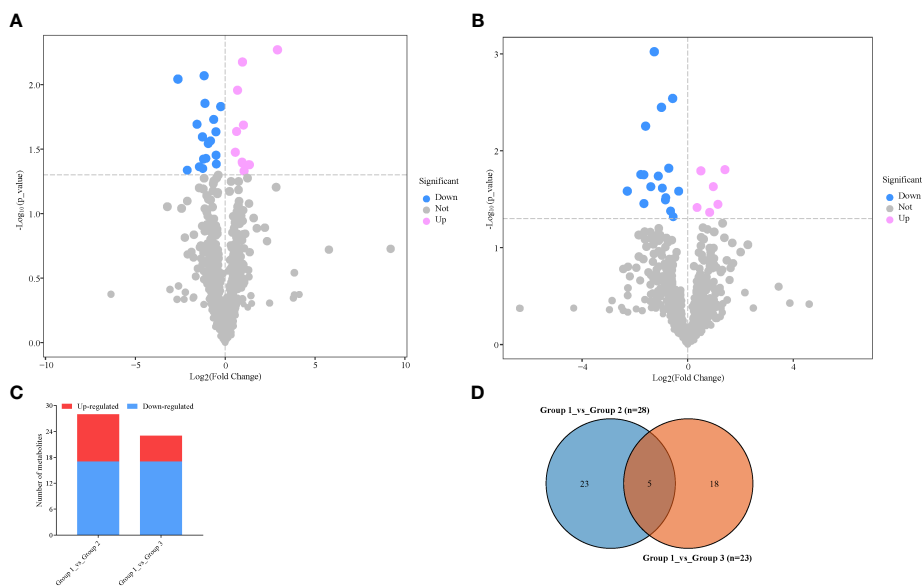 A
B
-Log₁₀(p_value)
2.0
1.5
1.0
0.5
0.0
−10
−5
0
5
10
Log2(Fold Change)
Significant
Down
Not
Up
-Log₁₀(p_value)
3
2
1
0
−4
0
4
Log2(Fold Change)
Significant
Down
Not
Up
C
Up-regulated
Down-regulated
Number of metabolites
30
24
18
12
6
0
Group 1_vs_Group 2
Group 1_vs_Group 3
D
Group 1_vs_Group 2 (n=28)
23
5
18
Group 1_vs_Group 3 (n=23)